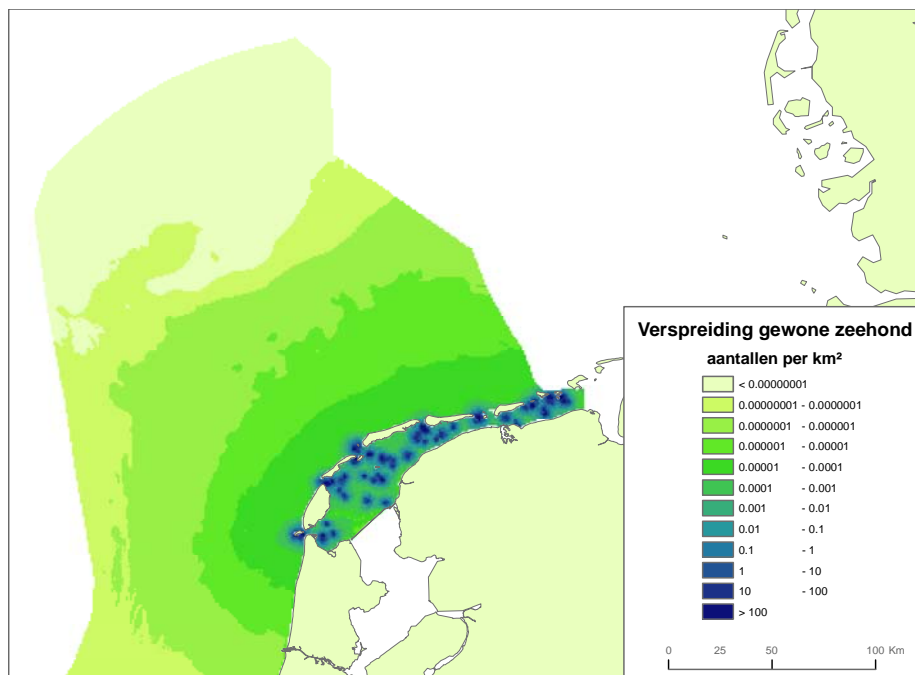 Verspreiding gewone zeehond
aantallen per km²
< 0.00000001
0.00000001 - 0.0000001
0.0000001 - 0.000001
0.000001 - 0.00001
0.00001 - 0.0001
0.0001 - 0.001
0.001 - 0.01
0.01 - 0.1
0.1 - 1
1 - 10
10 - 100
> 100
0 25 50 100 Km